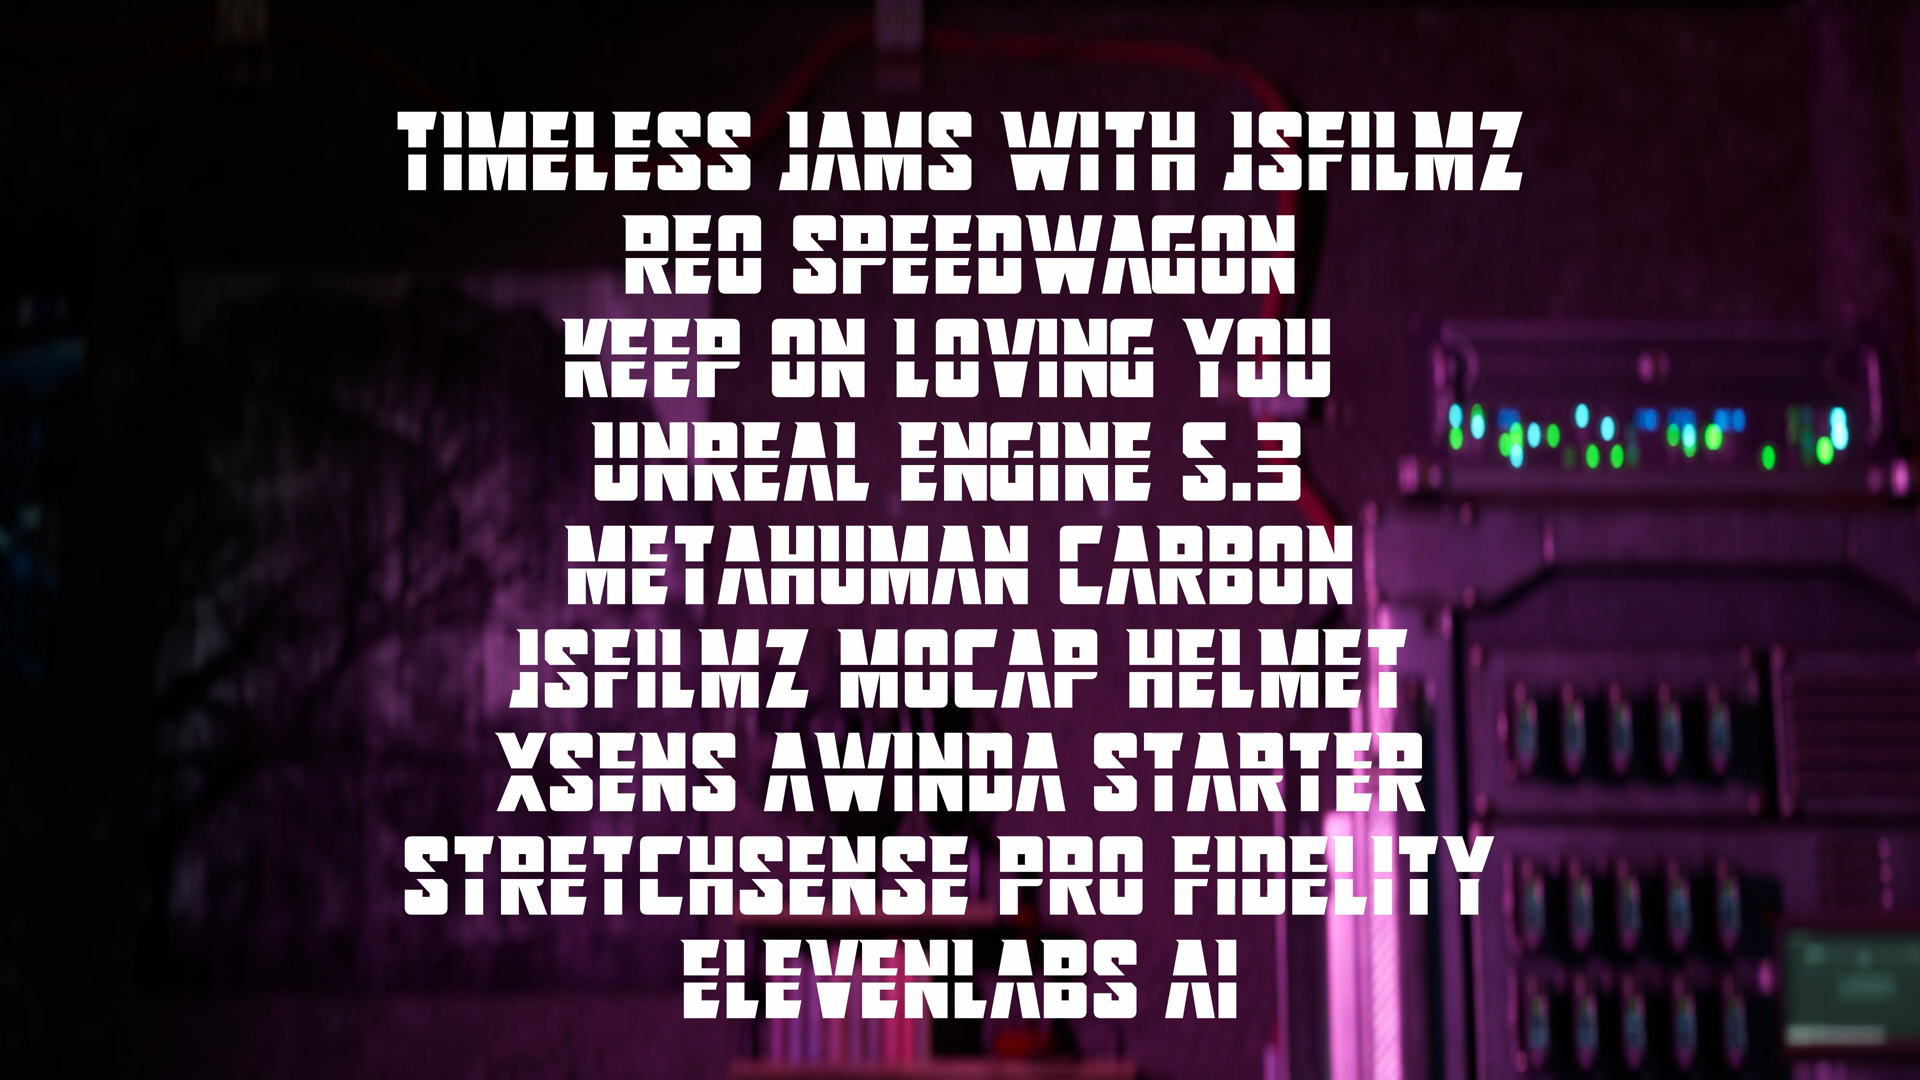 TIMELESS JAMS WITH JSFILMZ
REO SPEEDWAGON
KEEP ON LOVING YOU
UNREAL ENGINE 5.3
METAHUMAN CARBON
JSFILMZ MOCAP HELMET
XSENS AWINDA STARTER
STRETCHSENSE PRO FIDELITY
ELEVENLABS AI